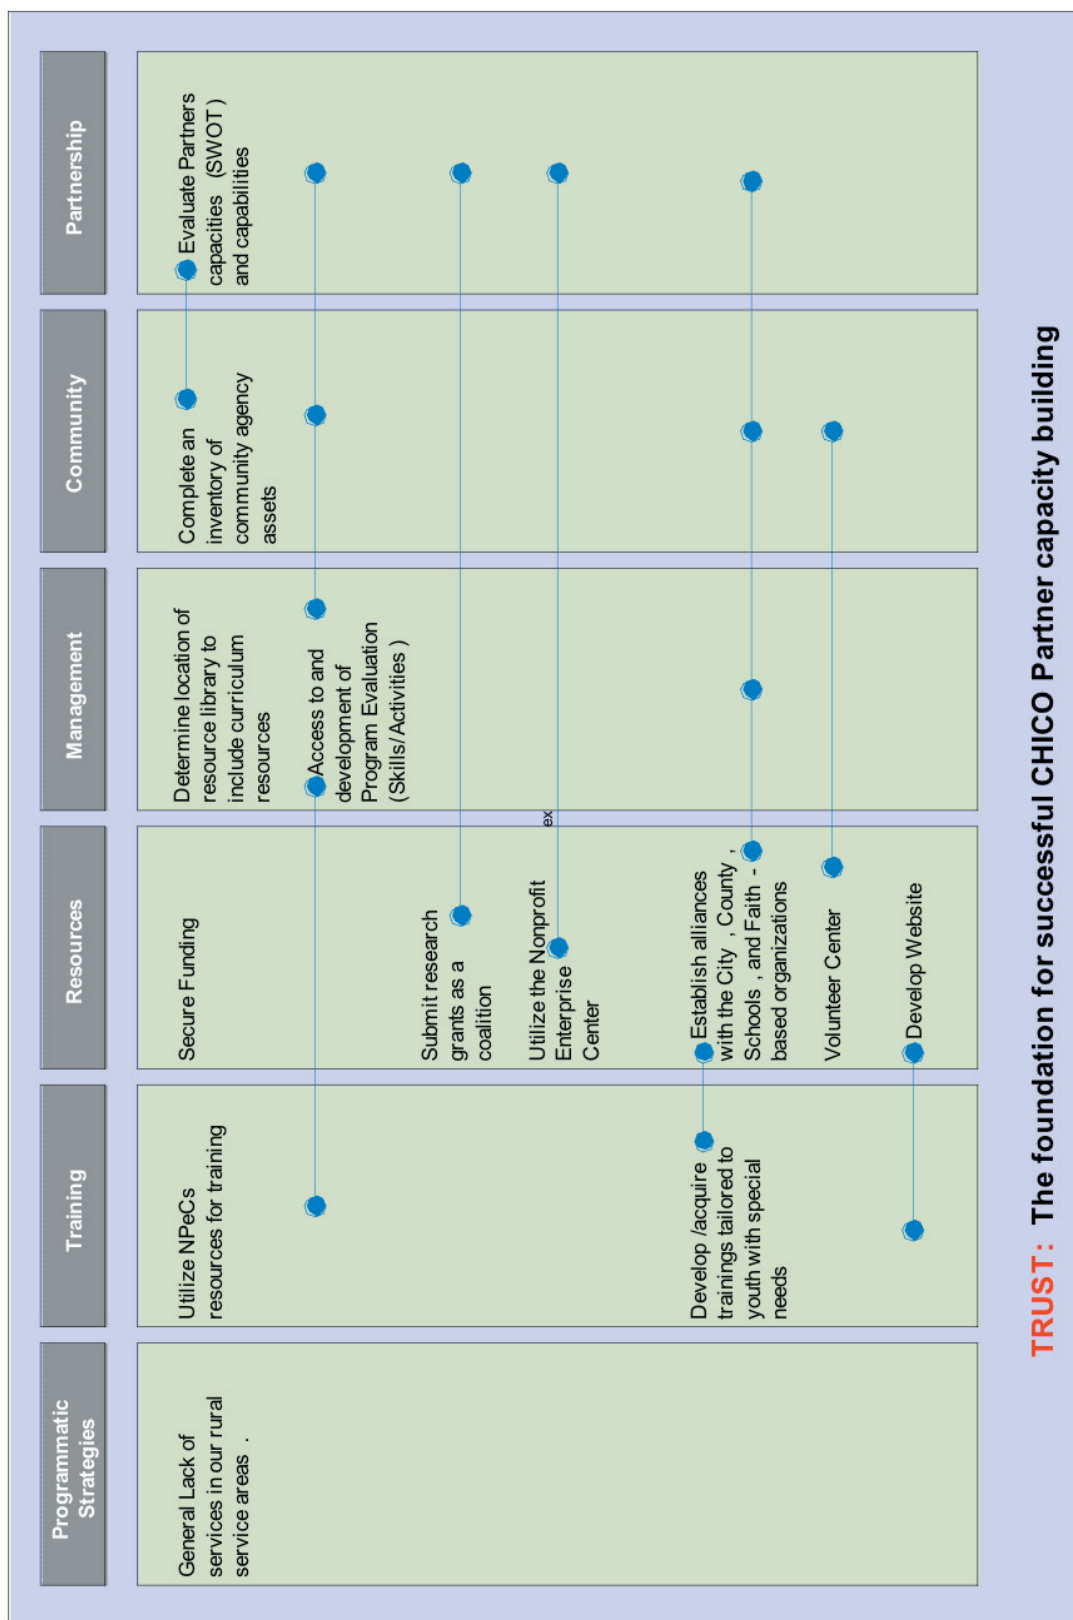 Programmatic
Strategies
Training
Resources
Management
Community
Partnership
General Lack of
services in our rural
service areas .
Utilize NPeCs
resources for training
Develop /acquire
trainings tailored to
youth with special
needs
Secure Funding
Submit research
grants as a
coalition
Utilize the Nonprofit
Enterprise
Center
ex
Establish alliances
with the City , County ,
Schools , and Faith -
based organizations
Volunteer Center
Develop Website
Determine location of
resource library to
include curriculum
resources
Access to and
development of
Program Evaluation
(Skills/Activities )
Complete an
inventory of
community agency
assets
Evaluate Partners
capacities (SWOT )
and capabilities
TRUST: The foundation for successful CHICO Partner capacity building